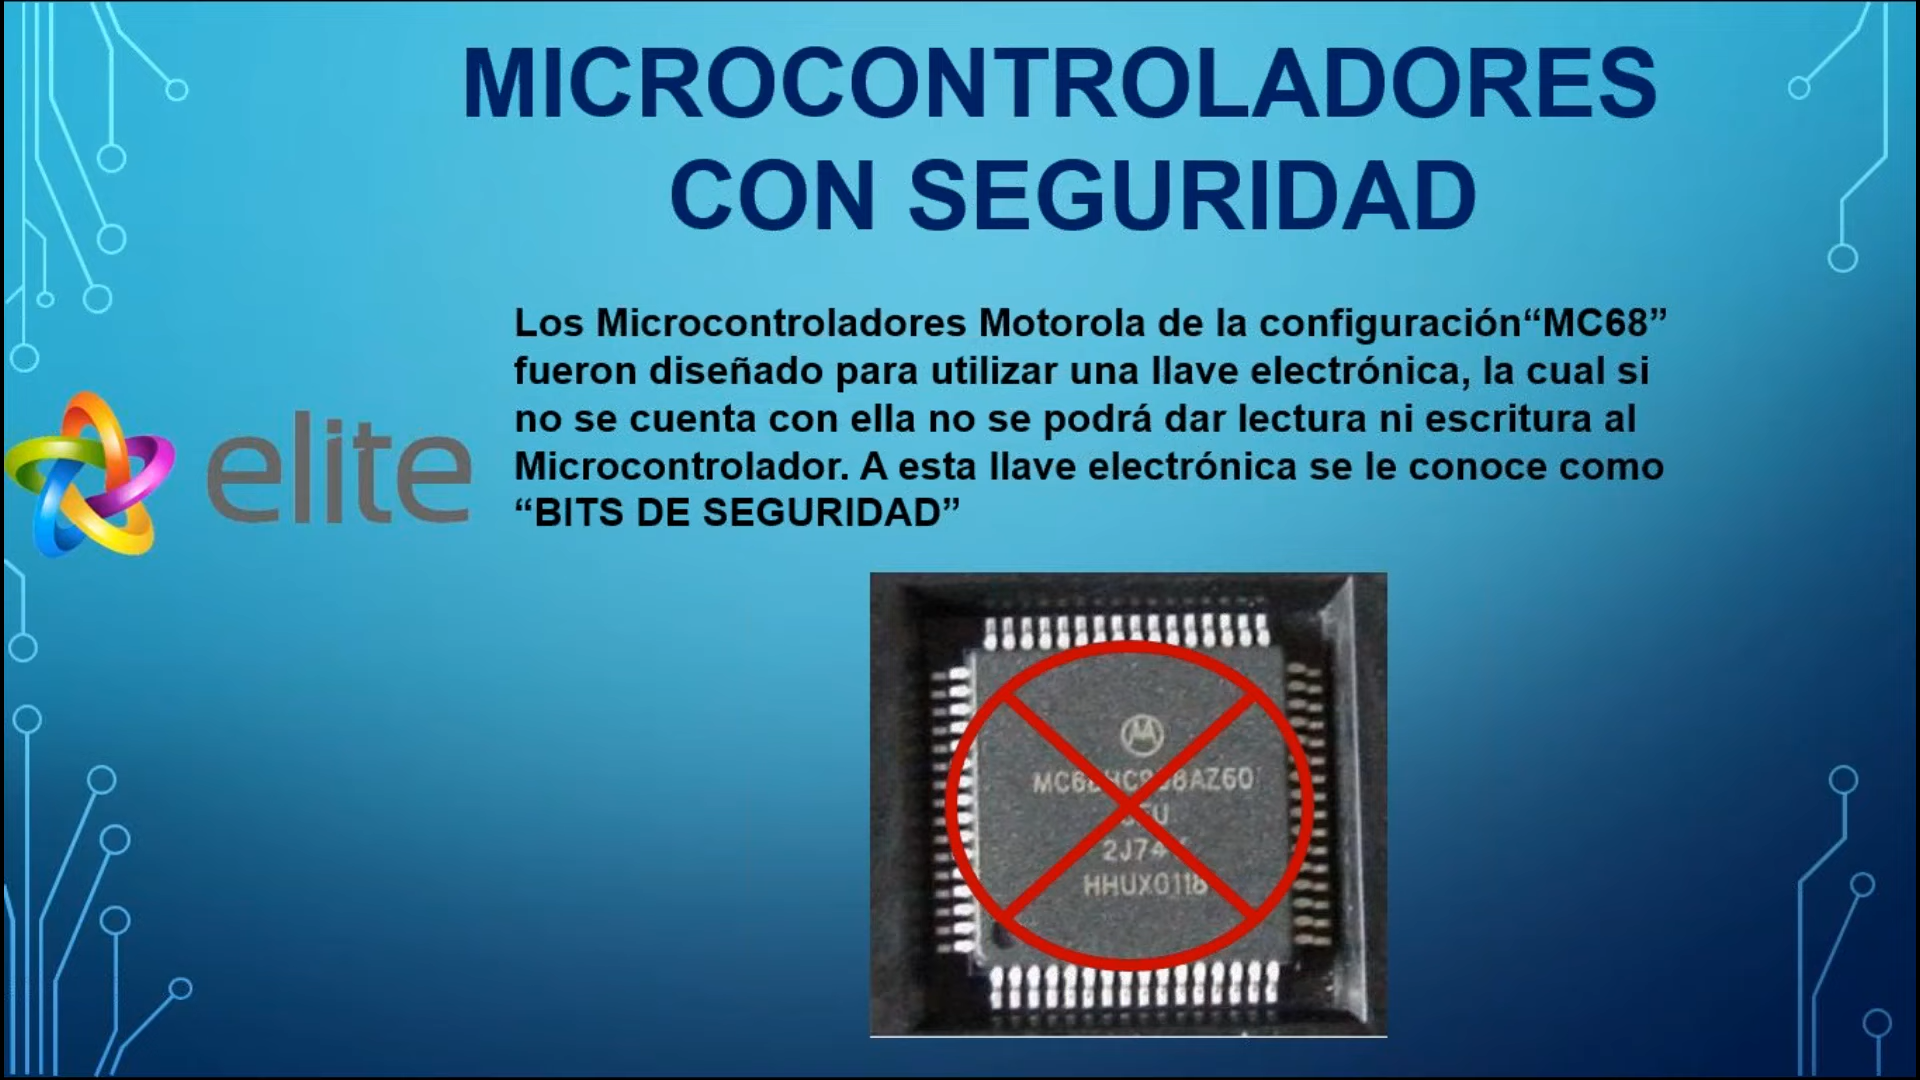 MICROCONTROLADORES
CON SEGURIDAD
Los Microcontroladores Motorola de la configuración“MC68”
fueron diseñado para utilizar una llave electrónica, la cual si
no se cuenta con ella no se podrá dar lectura ni escritura al
Microcontrolador. A esta llave electrónica se le conoce como
“BITS DE SEGURIDAD”
elite